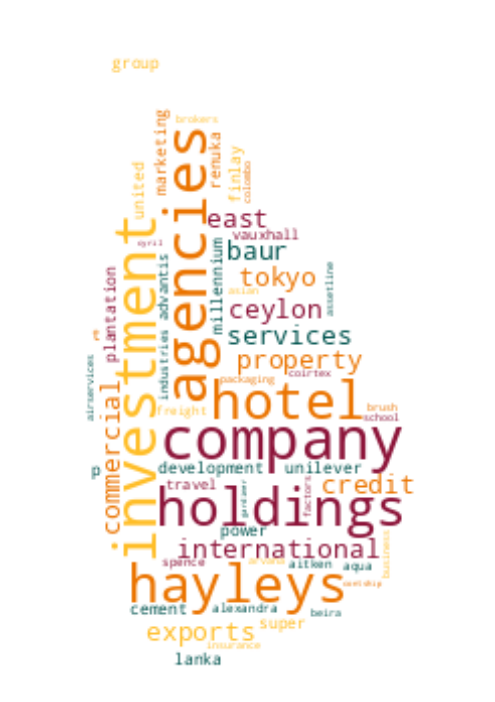 group
brokers
marketing
agencies
renuka
finlay
colombo
united
east
vauxhall
cyril
investment
baur
millennium
advantis
tokyo
assetline
plantation
asian
ceylon
services
industries
property
airservices
coirtex
packaging
hotel
commercial
freight
brush
school
company
p
development
unilever
travel
credit
gardiner
factors
holdings
power
international
business
spence
aitken
aqua
hayleys
cement
alexandra
beira
super
exports
insurance
lanka